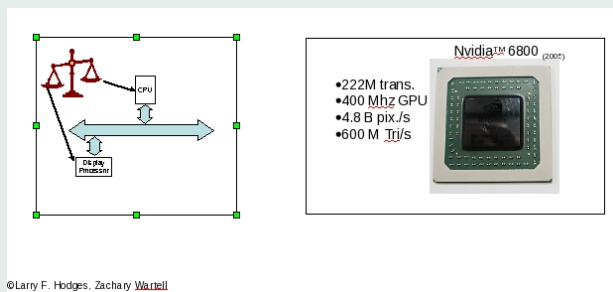 CPU
Display
Processor
Nvidia™ 6800 (2005)
•222M trans.
•400 Mhz GPU
•4.8 B pix./s
•600 M Tri/s
©Larry F. Hodges, Zachary Wartell